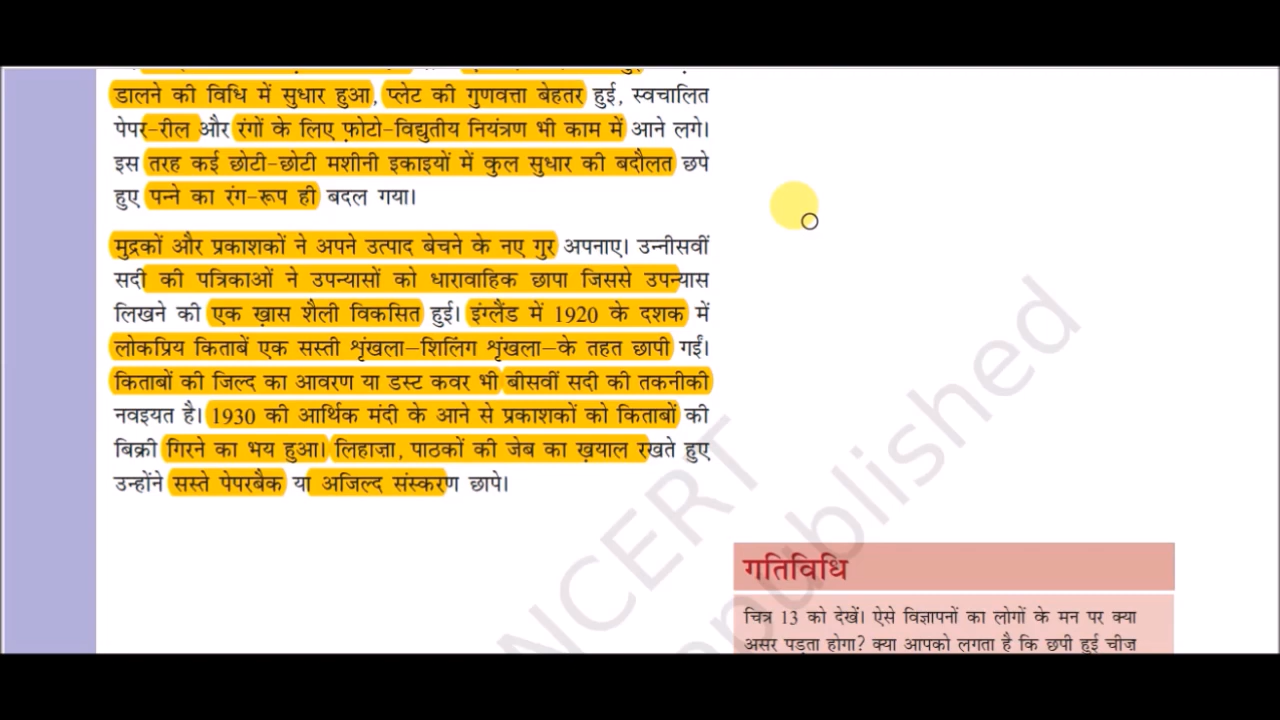 डालने की विधि में सुधार हुआ, प्लेट की गुणवत्ता बेहतर हुई, स्वचालित
पेपर-रील और रंगों के लिए फ़ोटो-विद्युतीय नियंत्रण भी काम में आने लगे।
इस तरह कई छोटी-छोटी मशीनी इकाइयों में कुल सुधार की बदौलत छपे
हुए पन्ने का रंग-रूप ही बदल गया।
मुद्रकों और प्रकाशकों ने अपने उत्पाद बेचने के नए गुर अपनाए। उन्नीसवीं
सदी की पत्रिकाओं ने उपन्यासों को धारावाहिक छापा जिससे उपन्यास
लिखने की एक ख़ास शैली विकसित हुई। इंग्लैंड में 1920 के दशक में
लोकप्रिय किताबें एक सस्ती शृंखला-शिलिंग शृंखला-के तहत छापी गईं।
किताबों की जिल्द का आवरण या डस्ट कवर भी बीसवीं सदी की तकनीकी
नवइयत है। 1930 की आर्थिक मंदी के आने से प्रकाशकों को किताबों की
बिक्री गिरने का भय हुआ। लिहाजा, पाठकों की जेब का ख़याल रखते हुए
उन्होंने सस्ते पेपरबैक या अजिल्द संस्करण छापे।
NCERT
republished
गतिविधि
चित्र 13 को देखें। ऐसे विज्ञापनों का लोगों के मन पर क्या
असर पड़ता होगा? क्या आपको लगता है कि छपी हुई चीज़